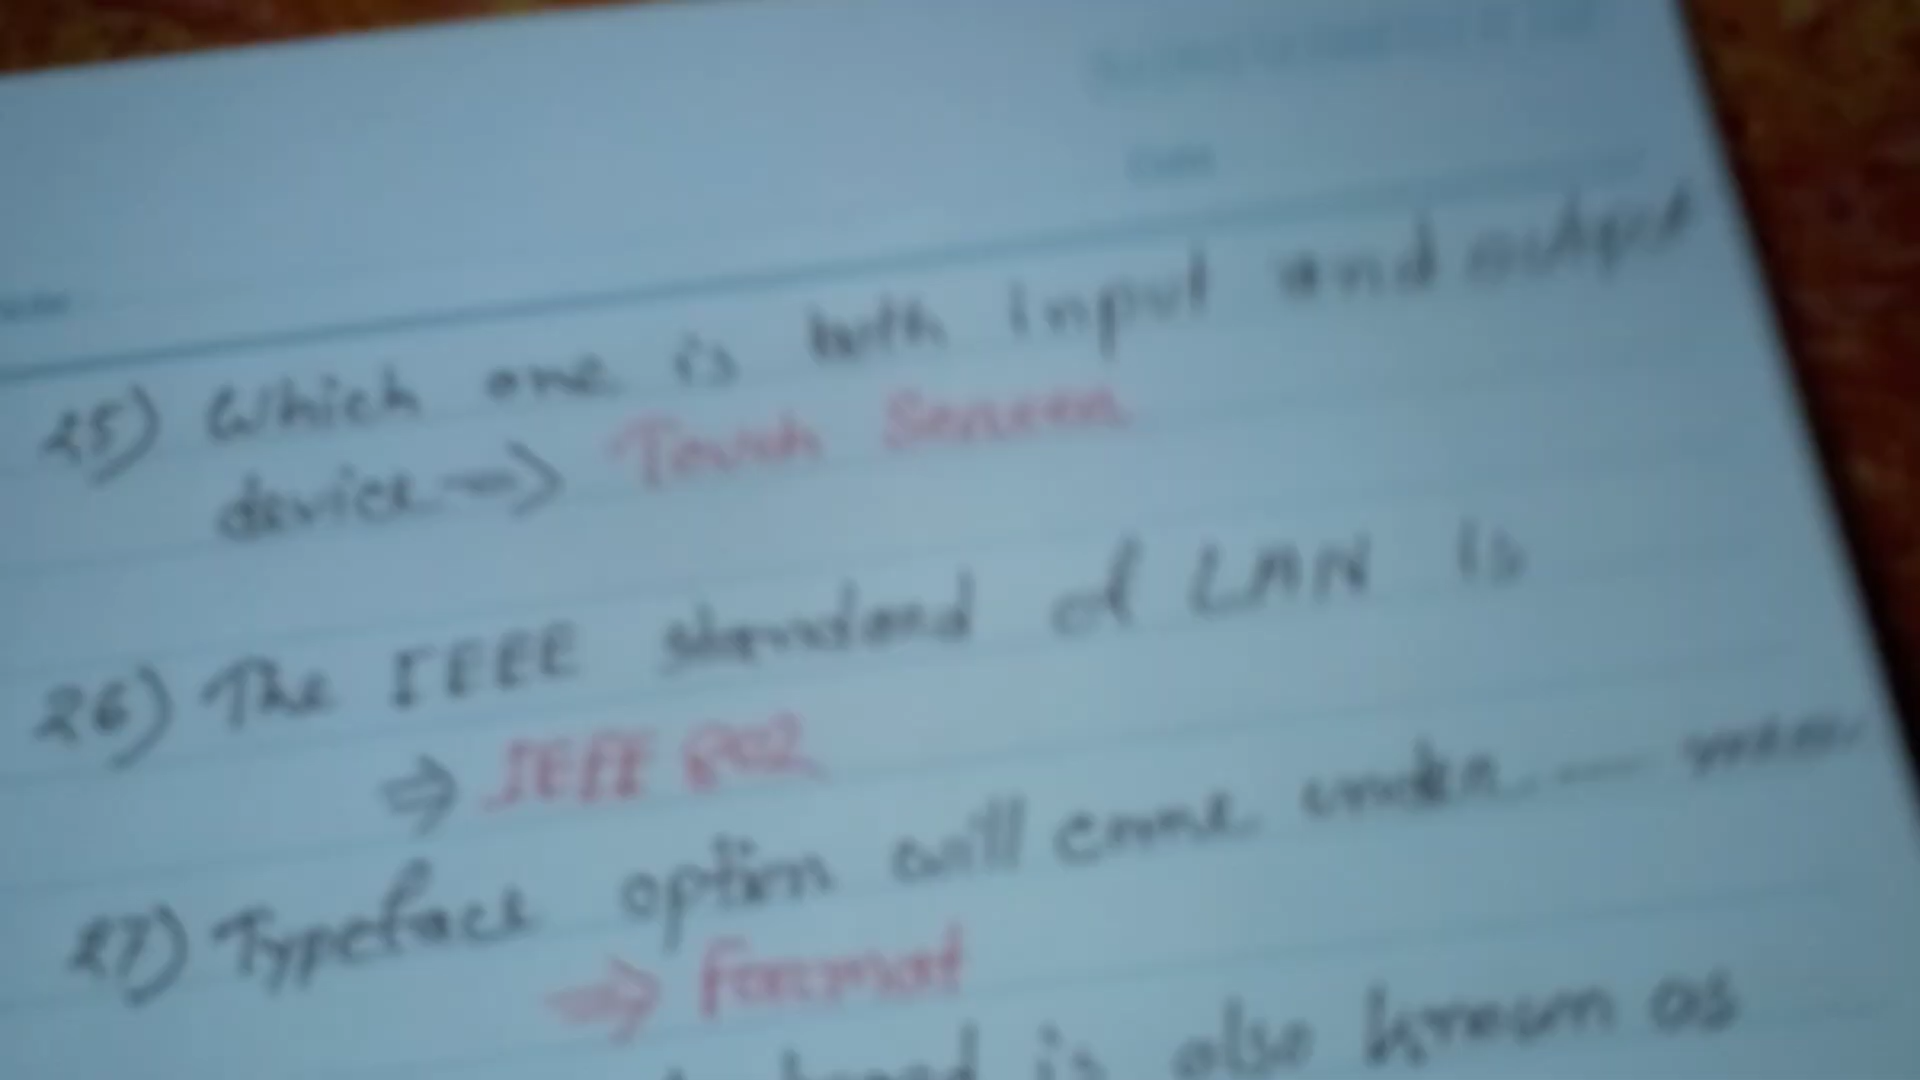 25) Which one is both input and output
device → Touch Screen
26) The IEEE standard of LAN is
⇒ IEEE 802
27) Typeface option will come under --- menu
⇒ Format
is also known as